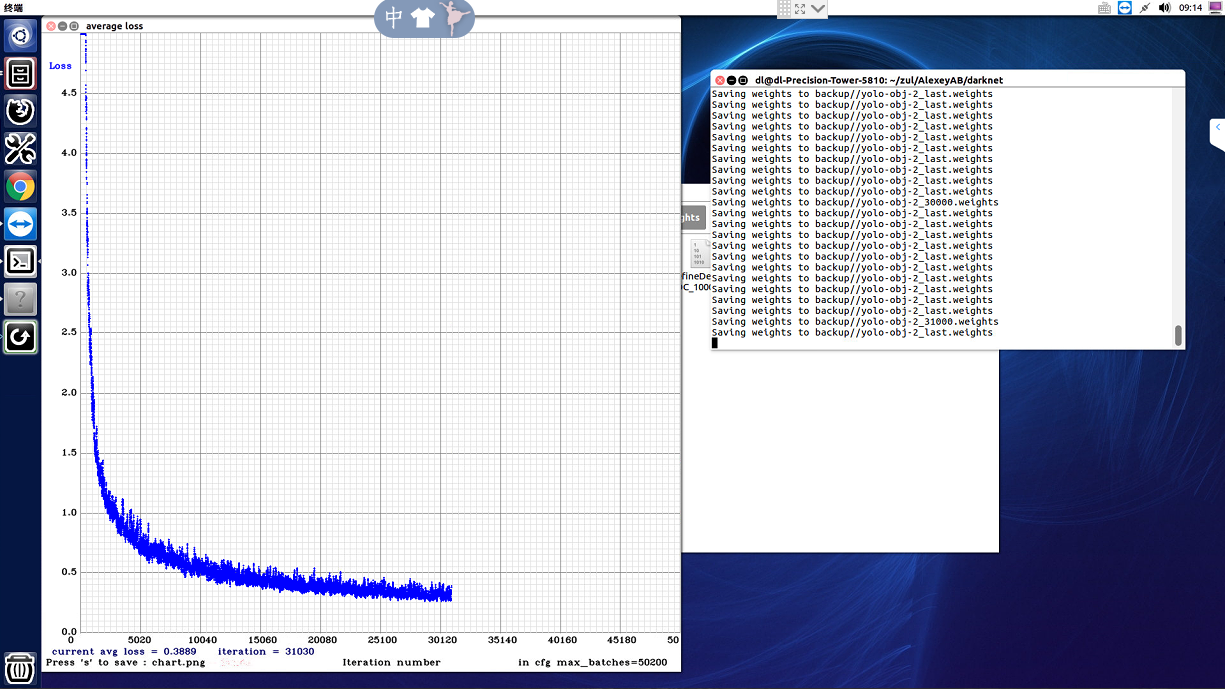 终端
09:14
average loss
中
Loss
4.5
4.0
3.5
3.0
2.5
2.0
1.5
1.0
0.5
0.0
0
5020
10040
15060
20080
25100
30120
35140
40160
45180
50
current avg loss = 0.3889 iteration = 31030
Press 's' to save : chart.png
Iteration number
in cfg max_batches=50200
dl@dl-Precision-Tower-5810: ~/zul/AlexeyAB/darknet
Saving weights to backup//yolo-obj-2_last.weights
Saving weights to backup//yolo-obj-2_last.weights
Saving weights to backup//yolo-obj-2_last.weights
Saving weights to backup//yolo-obj-2_last.weights
Saving weights to backup//yolo-obj-2_last.weights
Saving weights to backup//yolo-obj-2_last.weights
Saving weights to backup//yolo-obj-2_last.weights
Saving weights to backup//yolo-obj-2_last.weights
Saving weights to backup//yolo-obj-2_last.weights
Saving weights to backup//yolo-obj-2_last.weights
Saving weights to backup//yolo-obj-2_30000.weights
Saving weights to backup//yolo-obj-2_last.weights
Saving weights to backup//yolo-obj-2_last.weights
Saving weights to backup//yolo-obj-2_last.weights
Saving weights to backup//yolo-obj-2_last.weights
Saving weights to backup//yolo-obj-2_last.weights
Saving weights to backup//yolo-obj-2_last.weights
Saving weights to backup//yolo-obj-2_last.weights
Saving weights to backup//yolo-obj-2_last.weights
Saving weights to backup//yolo-obj-2_last.weights
Saving weights to backup//yolo-obj-2_last.weights
Saving weights to backup//yolo-obj-2_31000.weights
Saving weights to backup//yolo-obj-2_last.weights
ghts
1
10
101
1010
fineDe
OC_1000